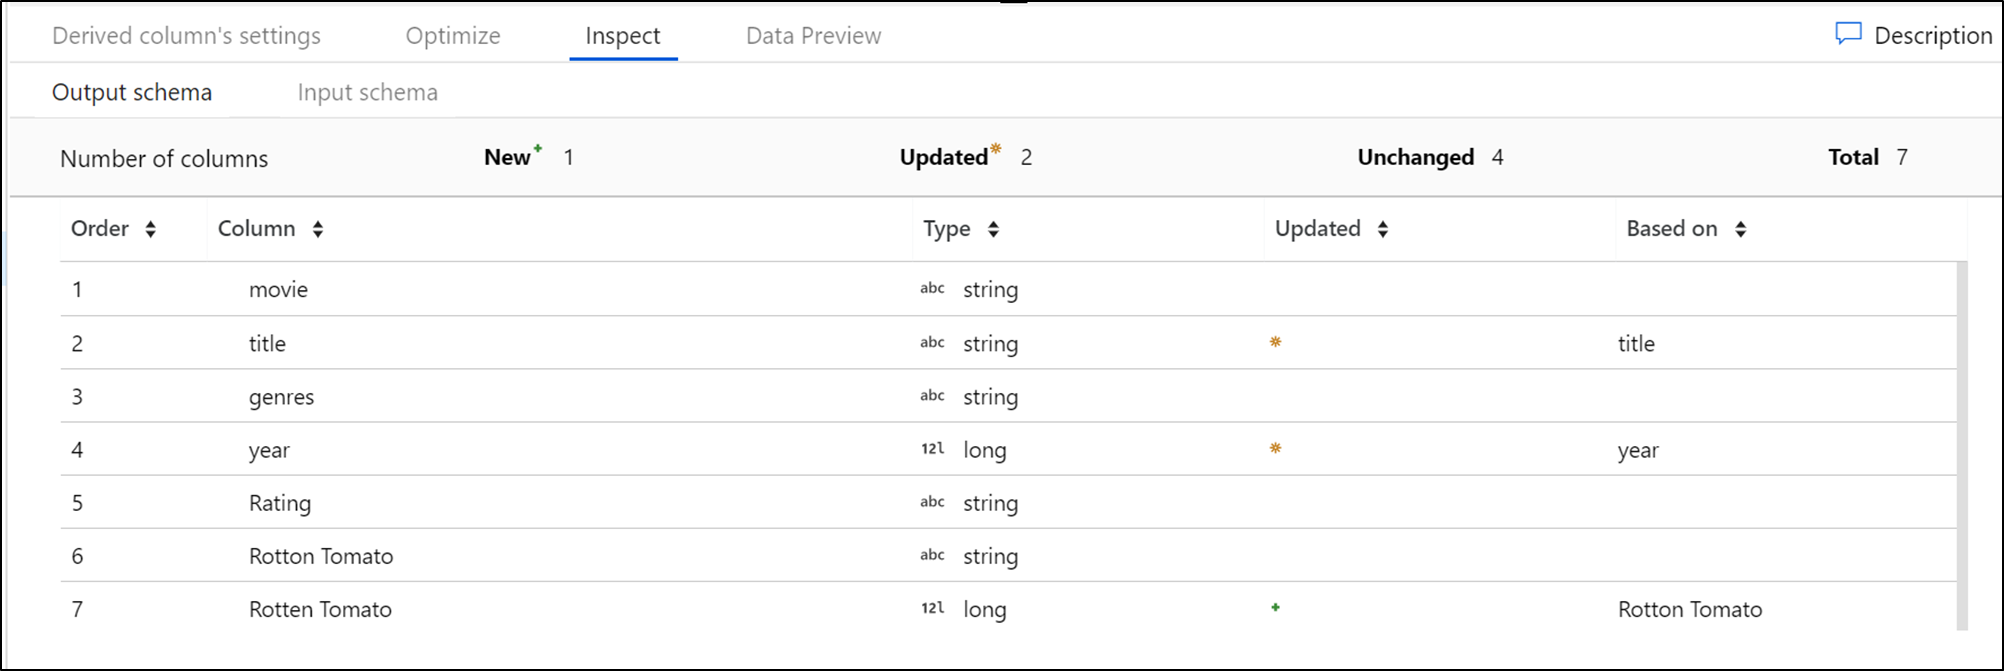 Derived column's settings Optimize Inspect Data Preview Description
Output schema Input schema
Number of columns New+ 1 Updated* 2 Unchanged 4 Total 7
Order Column Type Updated Based on
1 movie abc string
2 title abc string * title
3 genres abc string
4 year 12l long * year
5 Rating abc string
6 Rotton Tomato abc string
7 Rotten Tomato 12l long + Rotton Tomato